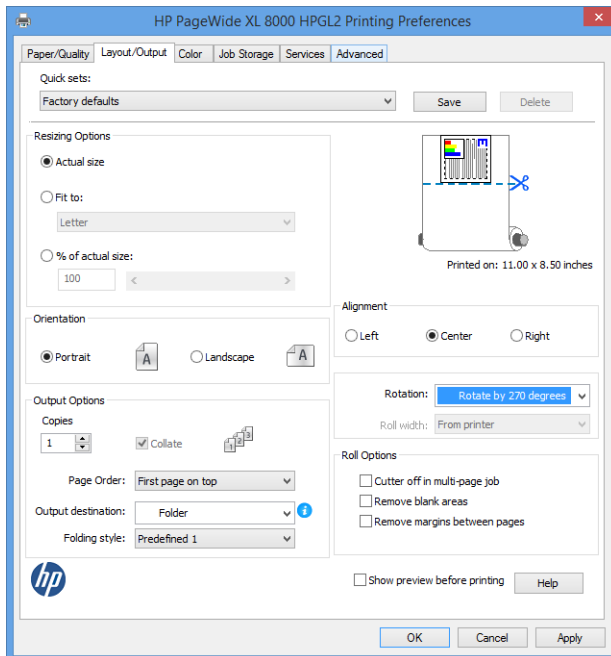 HP PageWide XL 8000 HPGL2 Printing Preferences
Paper/Quality Layout/Output Color Job Storage Services Advanced
Quick sets:
Factory defaults Save Delete
Resizing Options
Actual size
Fit to:
Letter
% of actual size:
100
Printed on: 11.00 x 8.50 inches
Orientation
Portrait A Landscape A
Alignment
Left Center Right
Rotation: Rotate by 270 degrees
Roll width: From printer
Output Options
Copies
1 Collate 1 2 3
Page Order: First page on top
Output destination: Folder i
Folding style: Predefined 1
Roll Options
Cutter off in multi-page job
Remove blank areas
Remove margins between pages
hp
Show preview before printing Help
OK Cancel Apply